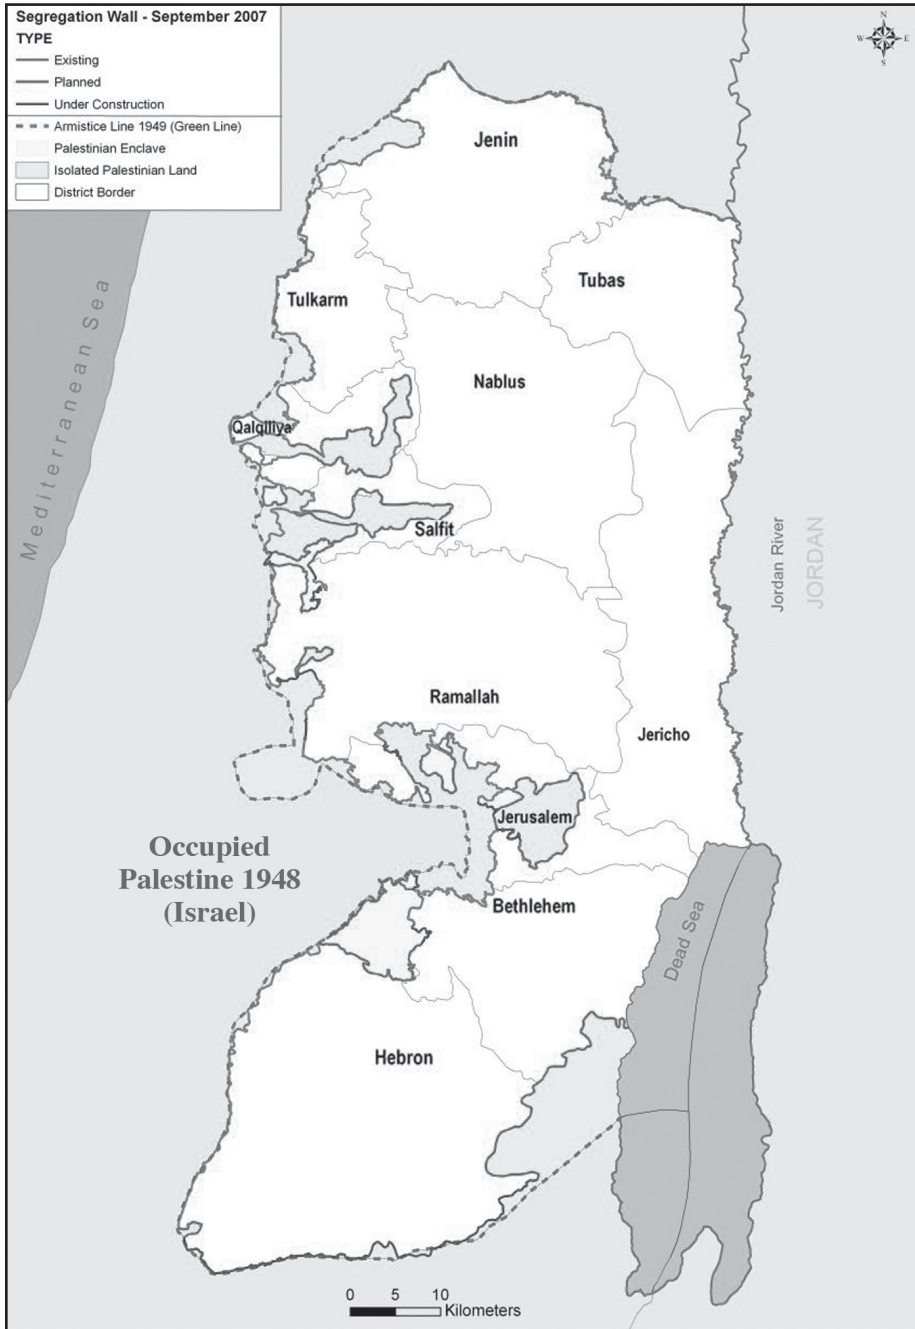 Segregation Wall - September 2007
TYPE
Existing
Planned
Under Construction
Armistice Line 1949 (Green Line)
Palestinian Enclave
Isolated Palestinian Land
District Border
N
W E
S
Jenin
Tubas
Tulkarm
Nablus
Qalqiliya
Mediterranean Sea
Salfit
Jordan River
JORDAN
Ramallah
Jericho
Jerusalem
Occupied
Palestine 1948
(Israel)
Bethlehem
Dead Sea
Hebron
0 5 10
Kilometers